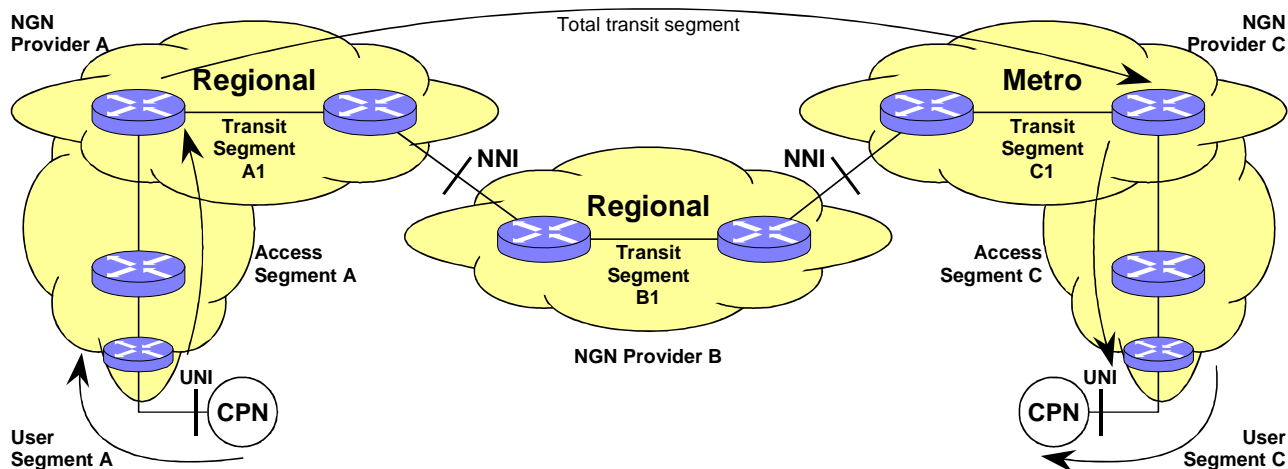 NGN
Provider A
Total transit segment
NGN
Provider C
Regional
Metro
Transit
Segment
A1
Transit
Segment
C1
NNI
NNI
Regional
Access
Segment A
Transit
Segment
B1
Access
Segment C
NGN Provider B
UNI
CPN
UNI
CPN
User
Segment A
User
Segment C